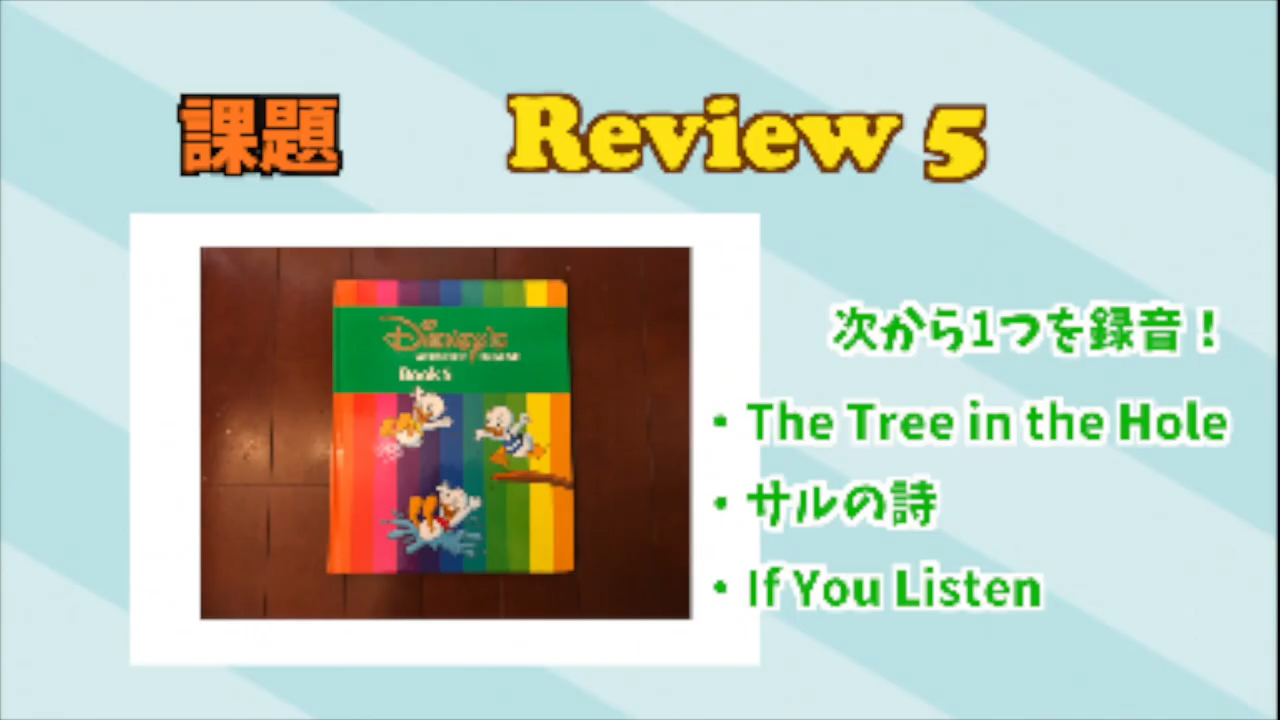 課題
Review 5
Disney's
Book 5
次から1つを録音！
・The Tree in the Hole
・サルの詩
・If You Listen